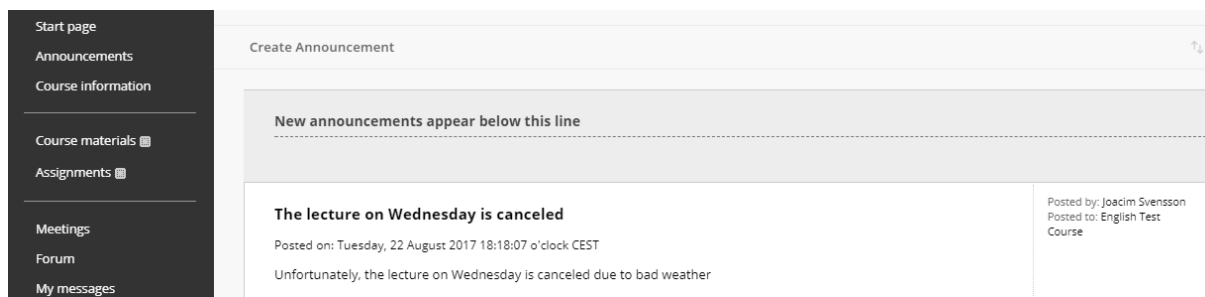 Start page
Announcements
Course information
Course materials
Assignments
Meetings
Forum
My messages
Create Announcement
New announcements appear below this line
The lecture on Wednesday is canceled
Posted on: Tuesday, 22 August 2017 18:18:07 o'clock CEST
Unfortunately, the lecture on Wednesday is canceled due to bad weather
Posted by: Joacim Svensson
Posted to: English Test
Course